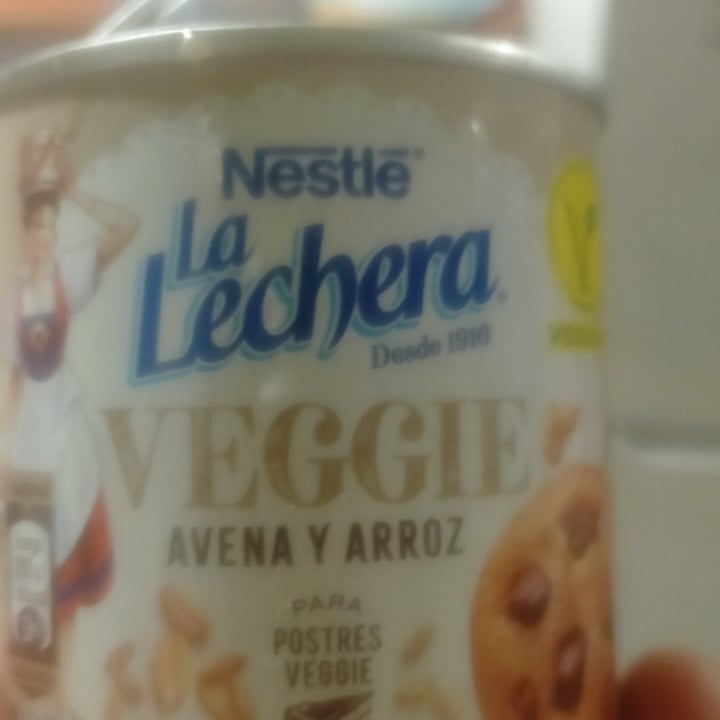 Nestlé
La
Lechera
Desde 1910
VEGGIE
AVENA Y ARROZ
PARA
POSTRES
VEGGIE